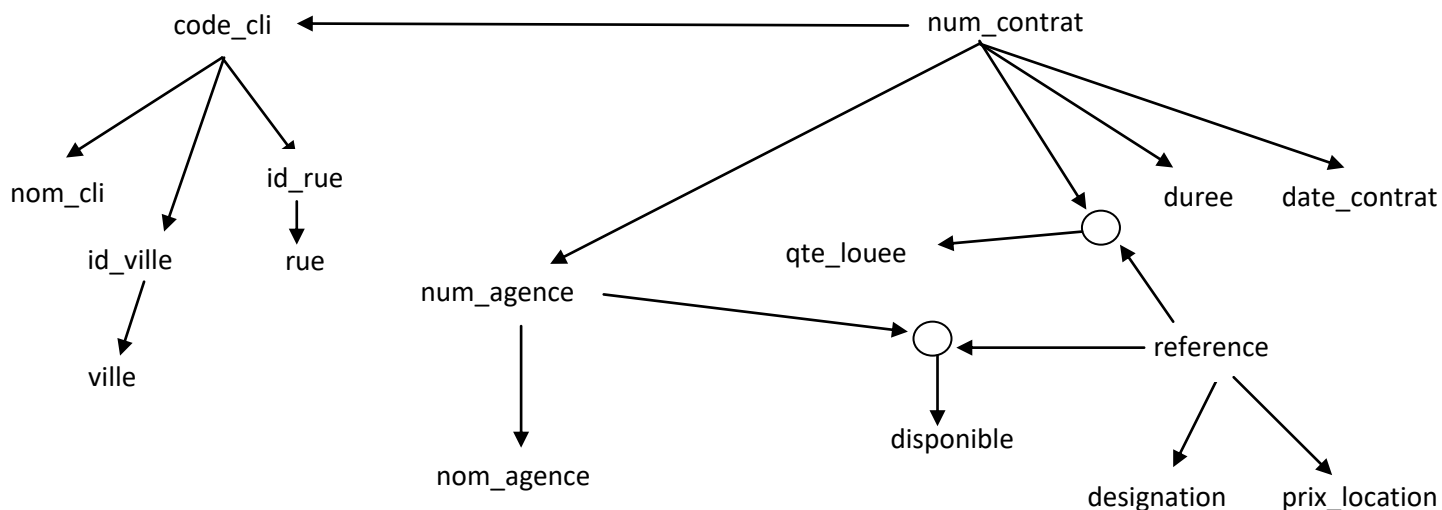 code_cli
num_contrat
nom_cli
id_rue
duree
date_contrat
id_ville
rue
qte_louee
num_agence
reference
ville
disponible
nom_agence
designation
prix_location